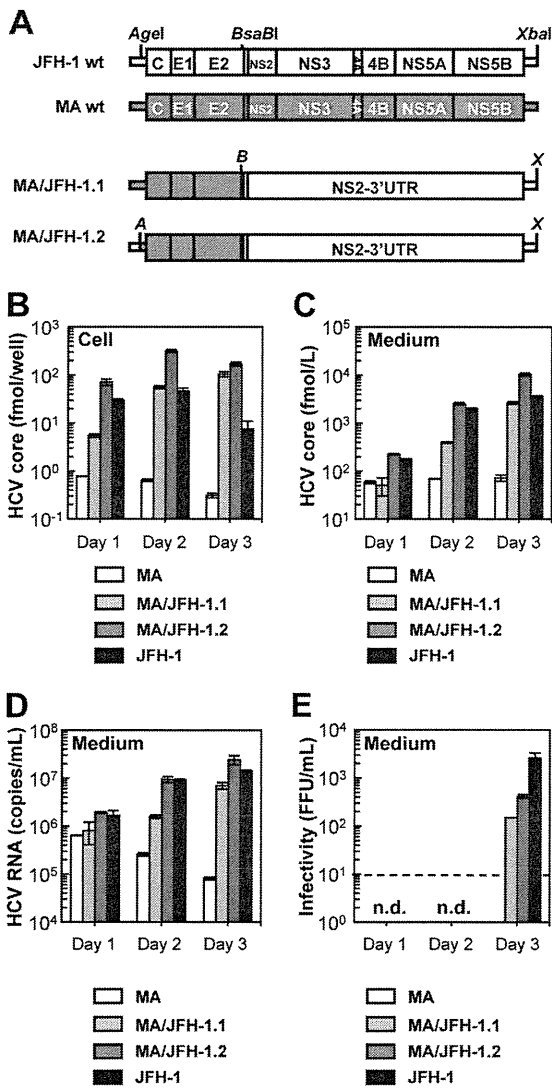 A
AgeI BsaBI XbaI
JFH-1 wt C E1 E2 NS2 NS3 4A 4B NS5A NS5B
MA wt C E1 E2 NS2 NS3 4A 4B NS5A NS5B
B X
MA/JFH-1.1 NS2-3'UTR
A X
MA/JFH-1.2 NS2-3'UTR
B
Cell
HCV core (fmol/well)
10³
10²
10¹
10⁰
10⁻¹
Day 1 Day 2 Day 3
MA
MA/JFH-1.1
MA/JFH-1.2
JFH-1
C
Medium
HCV core (fmol/L)
10⁵
10⁴
10³
10²
10¹
Day 1 Day 2 Day 3
MA
MA/JFH-1.1
MA/JFH-1.2
JFH-1
D
Medium
HCV RNA (copies/mL)
10⁸
10⁷
10⁶
10⁵
10⁴
Day 1 Day 2 Day 3
MA
MA/JFH-1.1
MA/JFH-1.2
JFH-1
E
Medium
Infectivity (FFU/mL)
10⁴
10³
10²
10¹
10⁰
n.d. n.d.
Day 1 Day 2 Day 3
MA
MA/JFH-1.1
MA/JFH-1.2
JFH-1